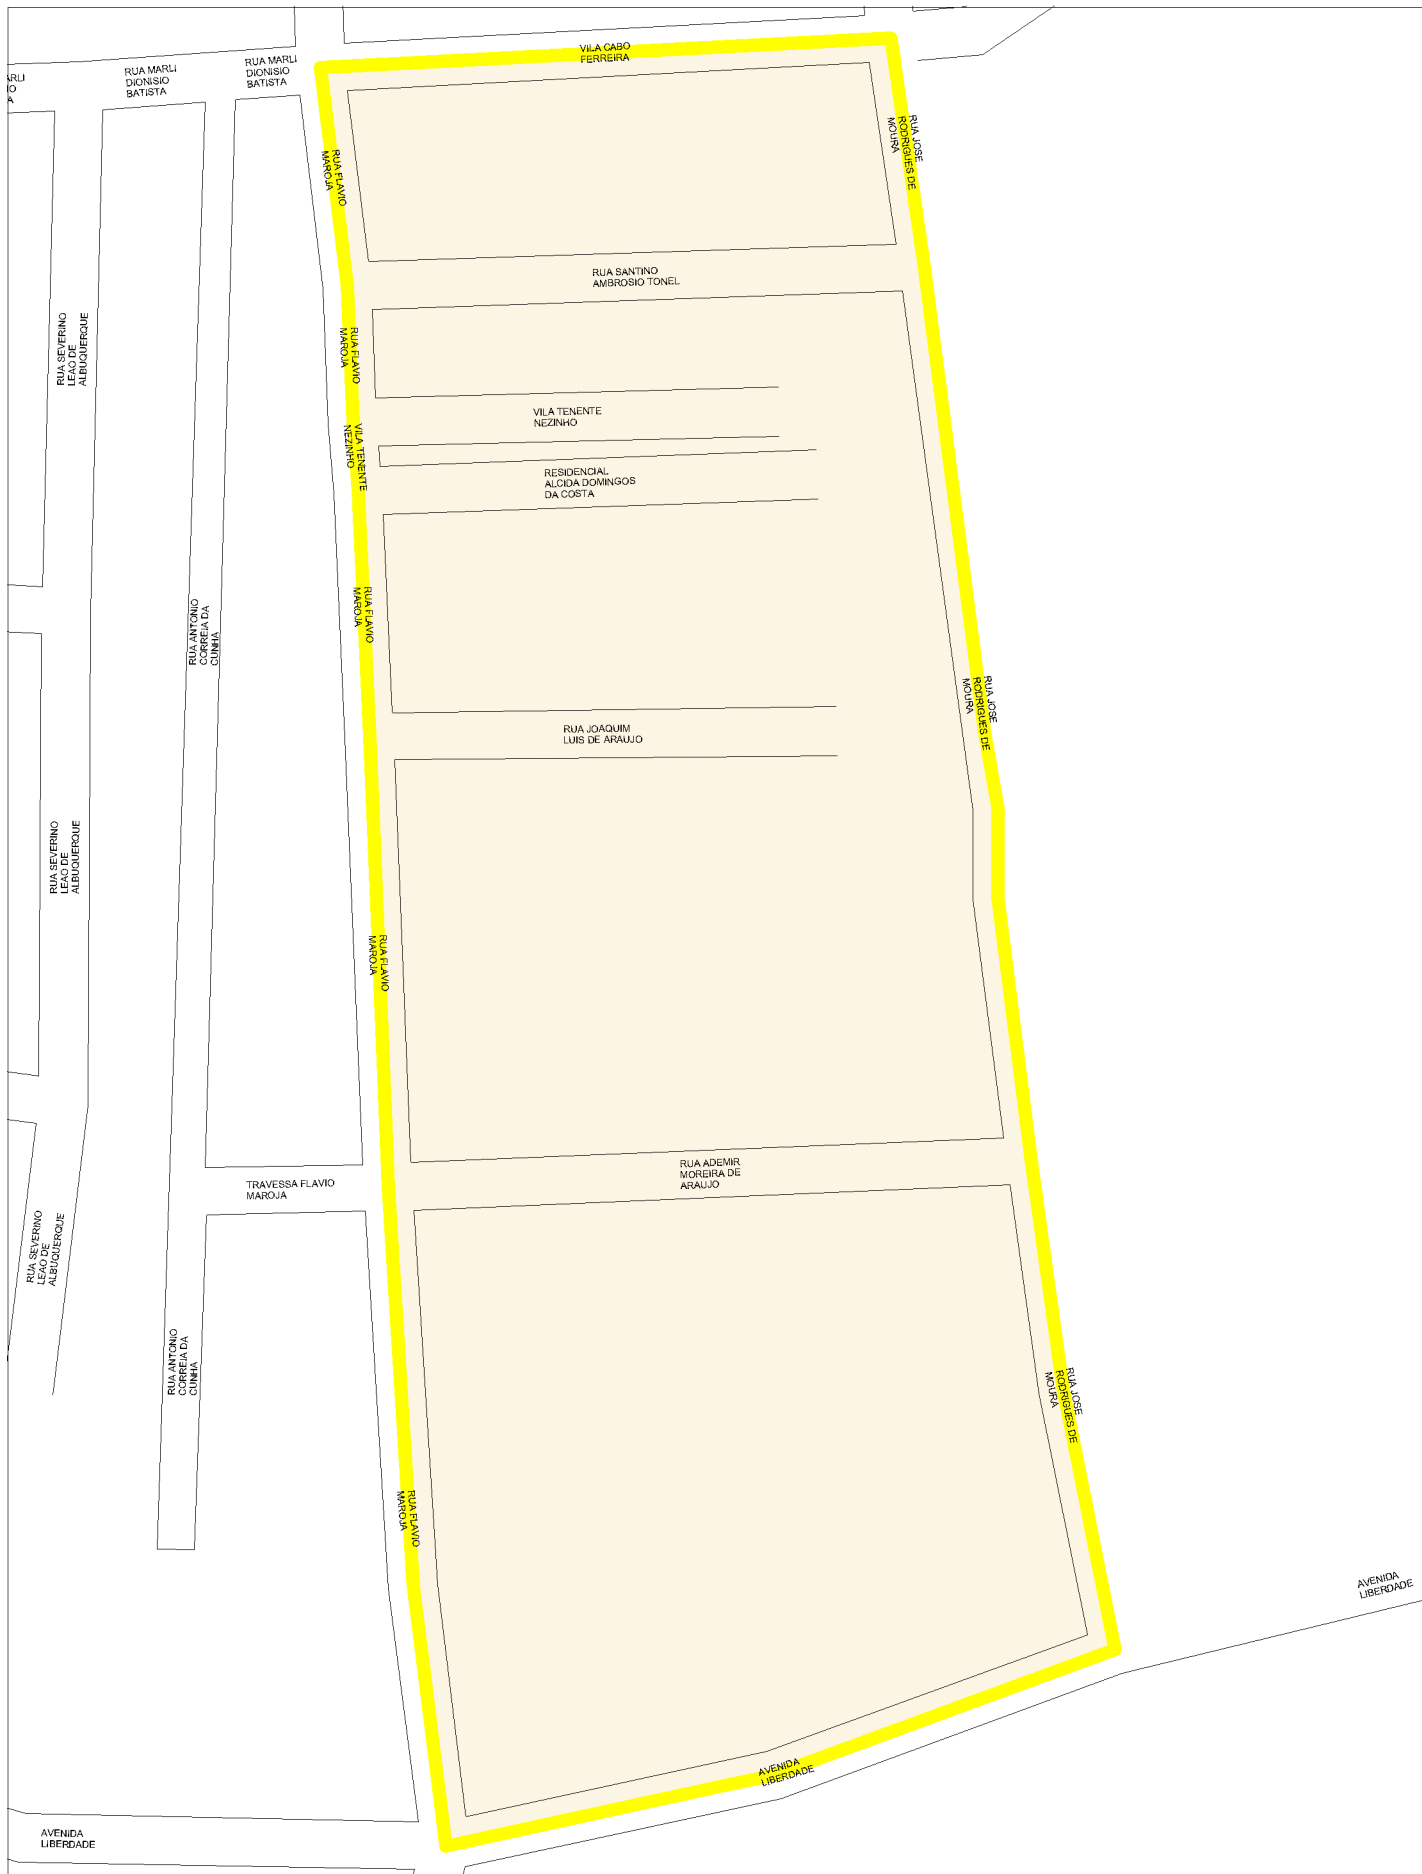 VILA CABO
FERREIRA
RUA MARLI
DIONISIO
BATISTA
RUA MARLI
DIONISIO
BATISTA
ARLI
IO
A
RUA JOSE
RODRIGUES DE
MOURA
RUA FLAVIO
MAROJA
RUA SANTINO
AMBROSIO TONEL
RUA SEVERINO
LEAO DE
ALBUQUERQUE
RUA FLAVIO
MAROJA
VILA TENENTE
NEZINHO
VILA TENENTE
NEZINHO
RESIDENCIAL
ALCIDA DOMINGOS
DA COSTA
RUA ANTONIO
CORREIA DA
CUNHA
RUA FLAVIO
MAROJA
RUA JOSE
RODRIGUES DE
MOURA
RUA JOAQUIM
LUIS DE ARAUJO
RUA SEVERINO
LEAO DE
ALBUQUERQUE
RUA FLAVIO
MAROJA
RUA ADEMIR
MOREIRA DE
ARAUJO
TRAVESSA FLAVIO
MAROJA
RUA SEVERINO
LEAO DE
ALBUQUERQUE
RUA ANTONIO
CORREIA DA
CUNHA
RUA JOSE
RODRIGUES DE
MOURA
RUA FLAVIO
MAROJA
AVENIDA
LIBERDADE
AVENIDA
LIBERDADE
AVENIDA
LIBERDADE